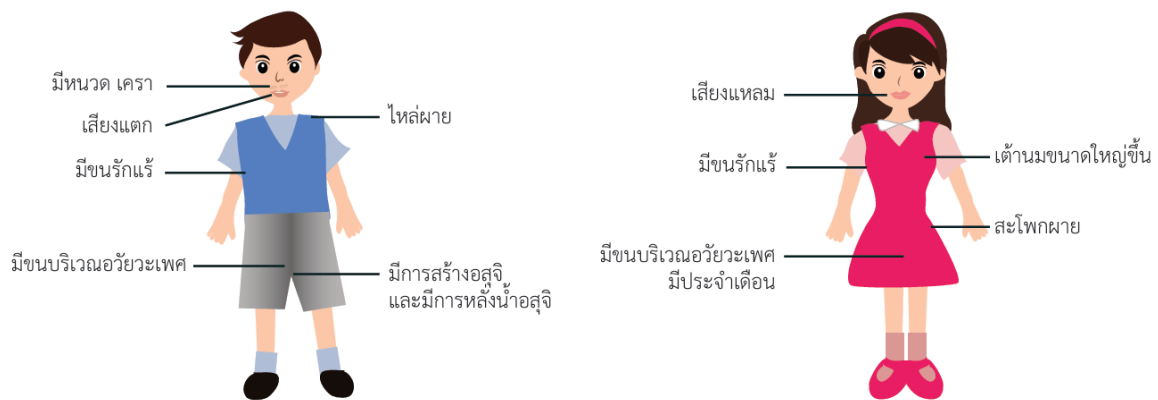 มีหนวด เครา
เสียงแตก
ไหล่ผาย
มีขนรักแร้
มีขนบริเวณอวัยวะเพศ
มีการสร้างอสุจิ
และมีการหลั่งน้ำอสุจิ
เสียงแหลม
มีขนรักแร้
เต้านมขนาดใหญ่ขึ้น
สะโพกผาย
มีขนบริเวณอวัยวะเพศ
มีประจำเดือน